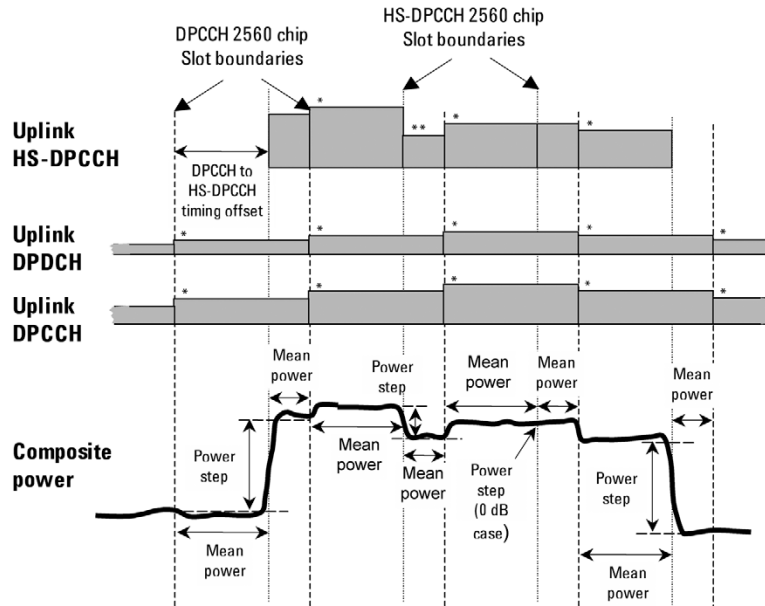 DPCCH 2560 chip
Slot boundaries
HS-DPCCH 2560 chip
Slot boundaries
*
**
*
*
Uplink
HS-DPCCH
DPCCH to
HS-DPCCH
timing offset
Uplink
DPDCH
*
*
*
*
*
Uplink
DPCCH
*
*
*
*
*
Mean
power
Power
step
Mean
power
Mean
power
Mean
power
Composite
power
Power
step
Mean
power
Mean
power
Power
step
(0 dB
case)
Power
step
Mean
power
Mean
power